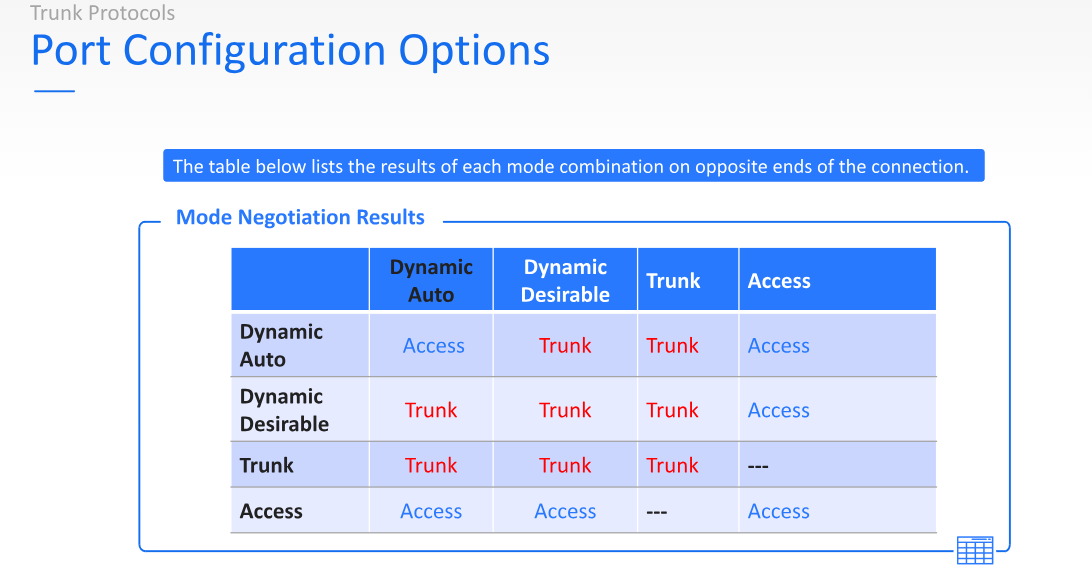 Trunk Protocols
Port Configuration Options
The table below lists the results of each mode combination on opposite ends of the connection.
Mode Negotiation Results
Dynamic Auto Dynamic Desirable Trunk Access
Dynamic Auto Access Trunk Trunk Access
Dynamic Desirable Trunk Trunk Trunk Access
Trunk Trunk Trunk Trunk ---
Access Access Access --- Access